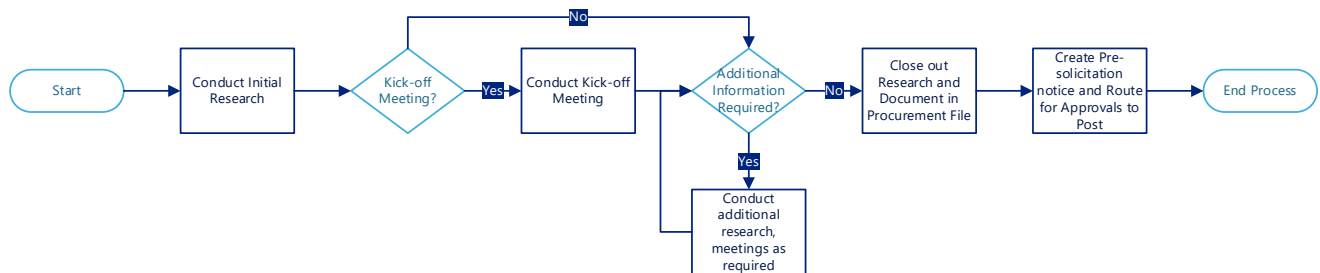 No
Start
Conduct Initial
Research
Kick-off
Meeting?
Yes
Conduct Kick-off
Meeting
Additional
Information
Required?
No
Close out
Research and
Document in
Procurement File
Create Pre-
solicitation
notice and Route
for Approvals to
Post
End Process
Yes
Conduct
additional
research,
meetings as
required